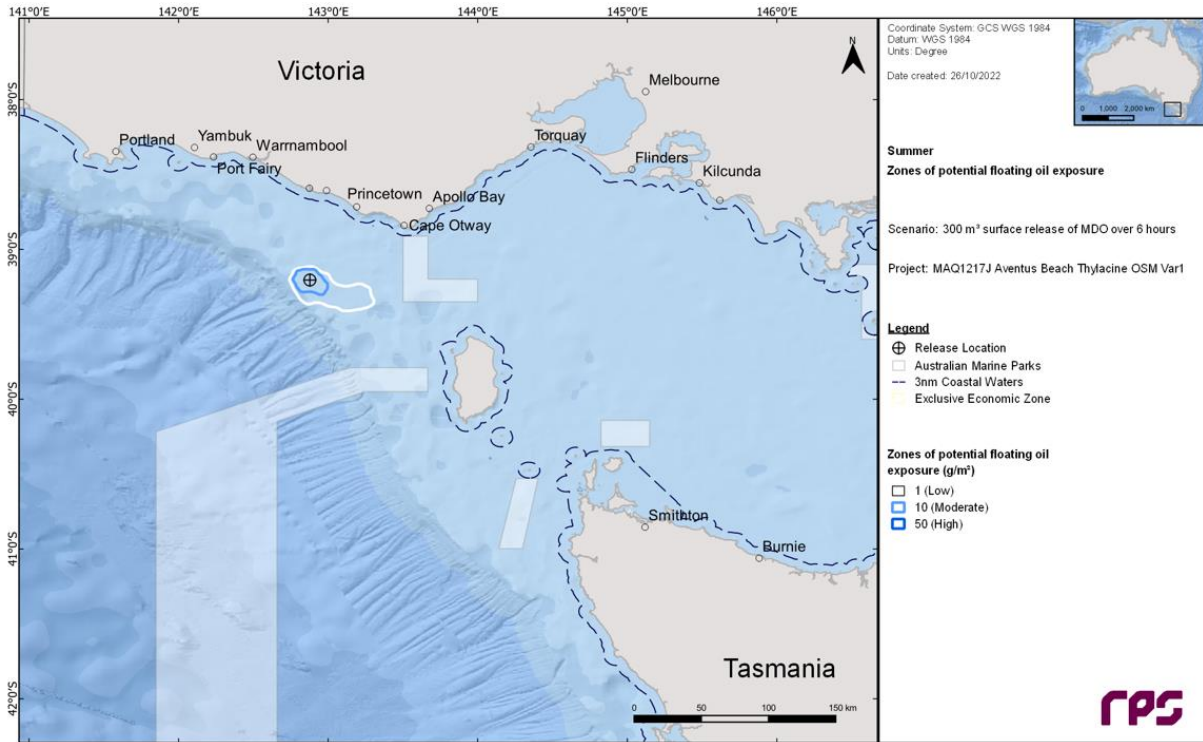 141°0'E
142°0'E
143°0'E
144°0'E
145°0'E
146°0'E
38°0'S
39°0'S
40°0'S
41°0'S
42°0'S
Victoria
N
Melbourne
Portland
Yambuk
Warrnambool
Port Fairy
Princetown
Apollo Bay
Cape Otway
Torquay
Flinders
Kilcunda
Smithton
Burnie
Tasmania
0 50 100 150 km
Coordinate System: GCS WGS 1984
Datum: WGS 1984
Units: Degree
Date created: 26/10/2022
0 1,000 2,000 km
Summer
Zones of potential floating oil exposure
Scenario: 300 m³ surface release of MDO over 6 hours
Project: MAQ1217J Aventus Beach Thylacine OSM Var1
Legend
Release Location
Australian Marine Parks
3nm Coastal Waters
Exclusive Economic Zone
Zones of potential floating oil
exposure (g/m²)
1 (Low)
10 (Moderate)
50 (High)
rps